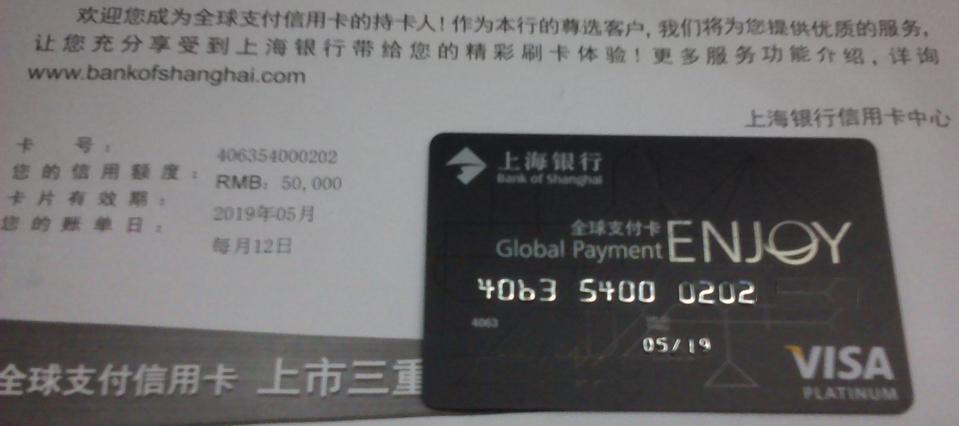 欢迎您成为全球支付信用卡的持卡人!作为本行的尊选客户,我们将为您提供优质的服务,
让您充分享受到上海银行带给您的精彩刷卡体验!更多服务功能介绍,详询
www.bankofshanghai.com
上海银行信用卡中心
卡号: 406354000202
您的信用额度: RMB: 50,000
卡片有效期: 2019年05月
您的账单日: 每月12日
上海银行
Bank of Shanghai
全球支付卡
Global Payment ENJOY
4063 5400 0202
4063
05/19
VISA
PLATINUM
全球支付信用卡 上市三重